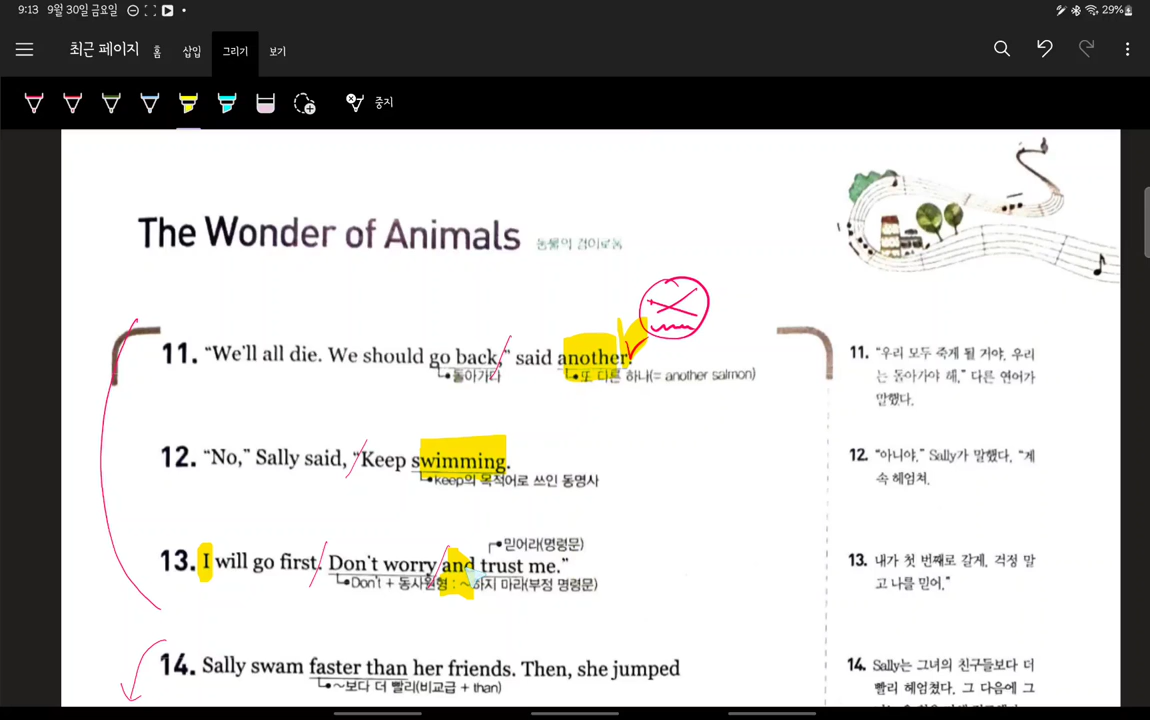 9:13 9월 30일 금요일
29%
최근 페이지 홈 삽입 그리기 보기
중지
The Wonder of Animals 동물의 경이로움
11. “We'll all die. We should go back,” said another.
돌아가다
또 다른 하나(= another salmon)
11. “우리 모두 죽게 될 거야. 우리
는 돌아가야 해,” 다른 연어가
말했다.
12. “No,” Sally said, “Keep swimming.
keep의 목적어로 쓰인 동명사
12. “아니야,” Sally가 말했다. “계
속 헤엄쳐.
믿어라(명령문)
13. I will go first. Don't worry and trust me.”
Don't + 동사원형 : ~하지 마라(부정 명령문)
13. 내가 첫 번째로 갈게. 걱정 말
고 나를 믿어.”
14. Sally swam faster than her friends. Then, she jumped
~보다 더 빨리(비교급 + than)
14. Sally는 그녀의 친구들보다 더
빨리 헤엄쳤다. 그 다음에 그